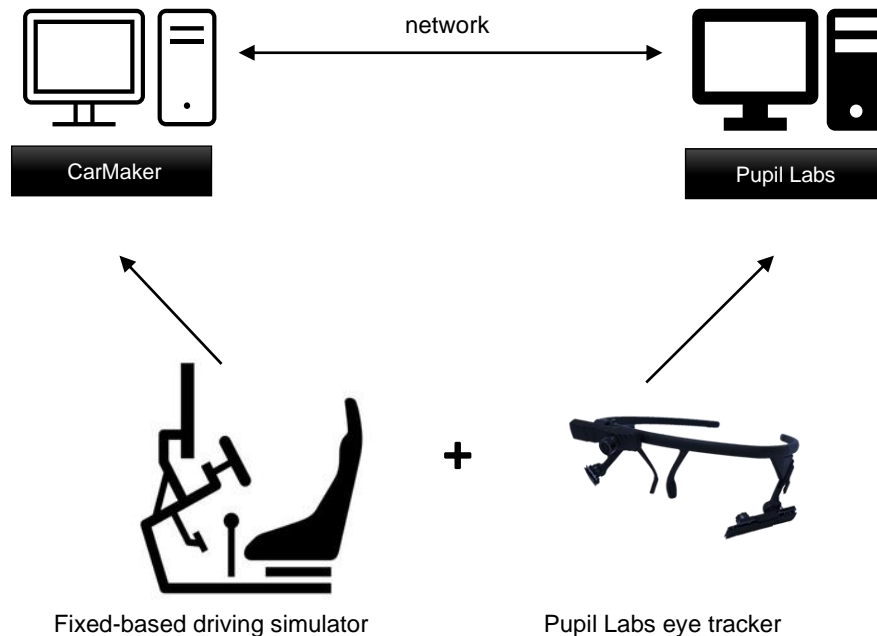 network
CarMaker
Pupil Labs
+
Fixed-based driving simulator
Pupil Labs eye tracker